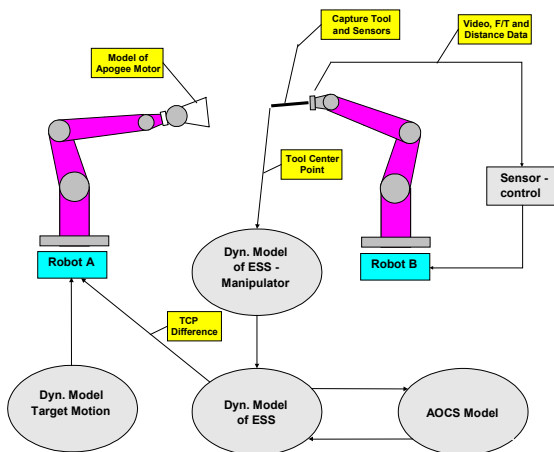 Capture Tool
and Sensors
Video, F/T and
Distance Data
Model of
Apogee Motor
Tool Center
Point
Sensor -
control
Robot A
Dyn. Model
of ESS -
Manipulator
Robot B
TCP
Difference
Dyn. Model
Target Motion
Dyn. Model
of ESS
AOCS Model